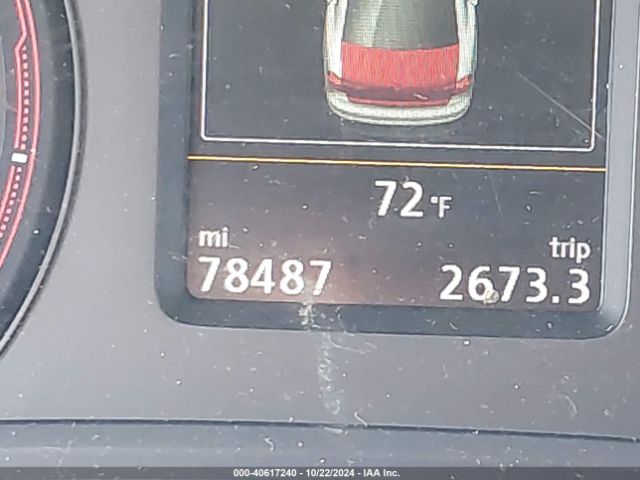 72°F
mi trip
78487 2673.3
000-40617240 - 10/22/2024 - IAA Inc.